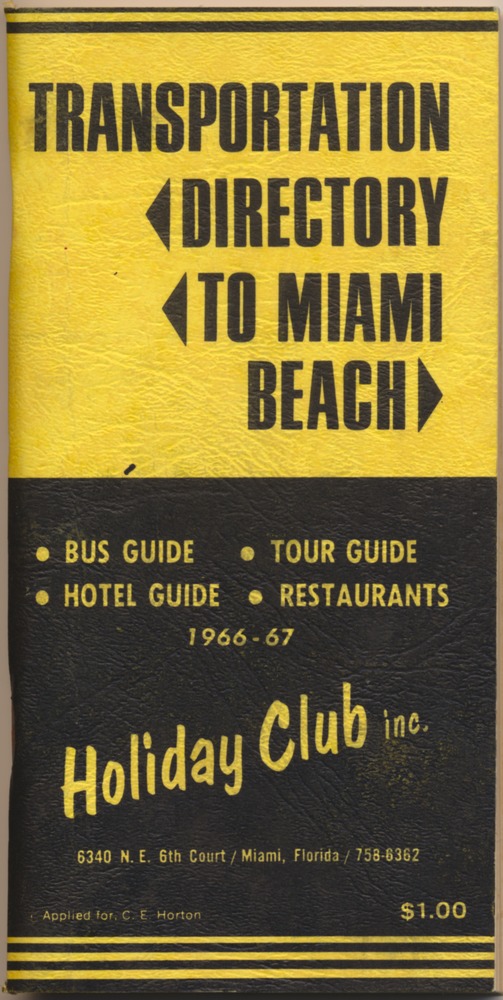 TRANSPORTATION
DIRECTORY
TO MIAMI
BEACH
• BUS GUIDE • TOUR GUIDE
• HOTEL GUIDE • RESTAURANTS
1966-67
Holiday Club inc.
6340 N. E. 6th Court / Miami, Florida / 758-6362
Applied for, C. E. Horton
$1.00